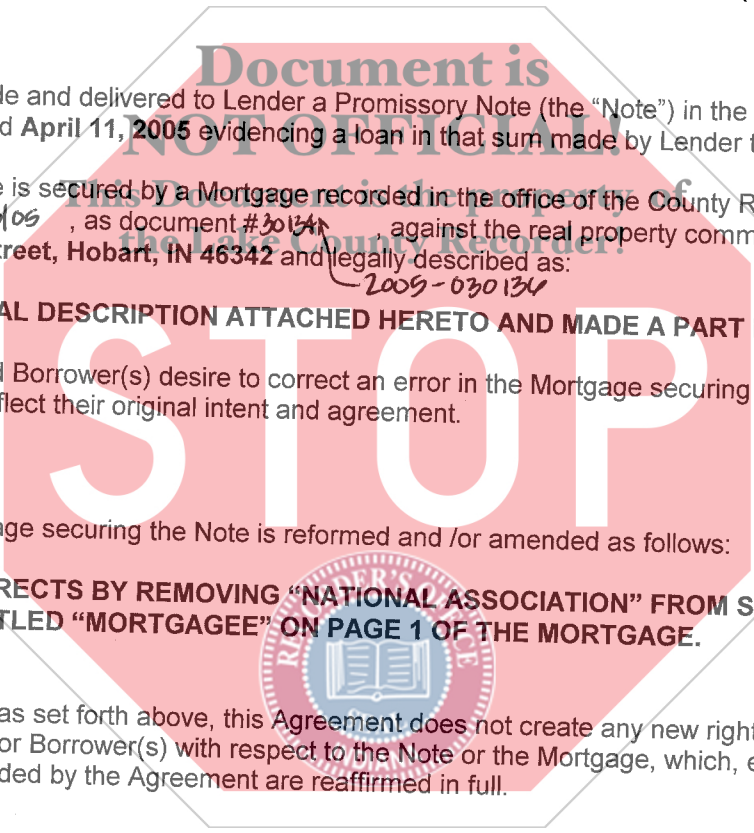 Document is
de and delivered to Lender a Promissory Note (the “Note”) in the
d April 11, 2005 evidencing a loan in that sum made by Lender t
NOT OFFICIAL!
e is secured by a Mortgage recorded in the office of the County R
This Document is the property of
/05 , as document # , against the real property comm
the Lake County Recorder!
treet, Hobart, IN 46342 and legally described as:
2005-030134
AL DESCRIPTION ATTACHED HERETO AND MADE A PART
d Borrower(s) desire to correct an error in the Mortgage securing
flect their original intent and agreement.
STOP
age securing the Note is reformed and /or amended as follows:
RECTS BY REMOVING “NATIONAL ASSOCIATION” FROM S
TLED “MORTGAGEE” ON PAGE 1 OF THE MORTGAGE.
as set forth above, this Agreement does not create any new right
or Borrower(s) with respect to the Note or the Mortgage, which, e
ded by the Agreement are reaffirmed in full.